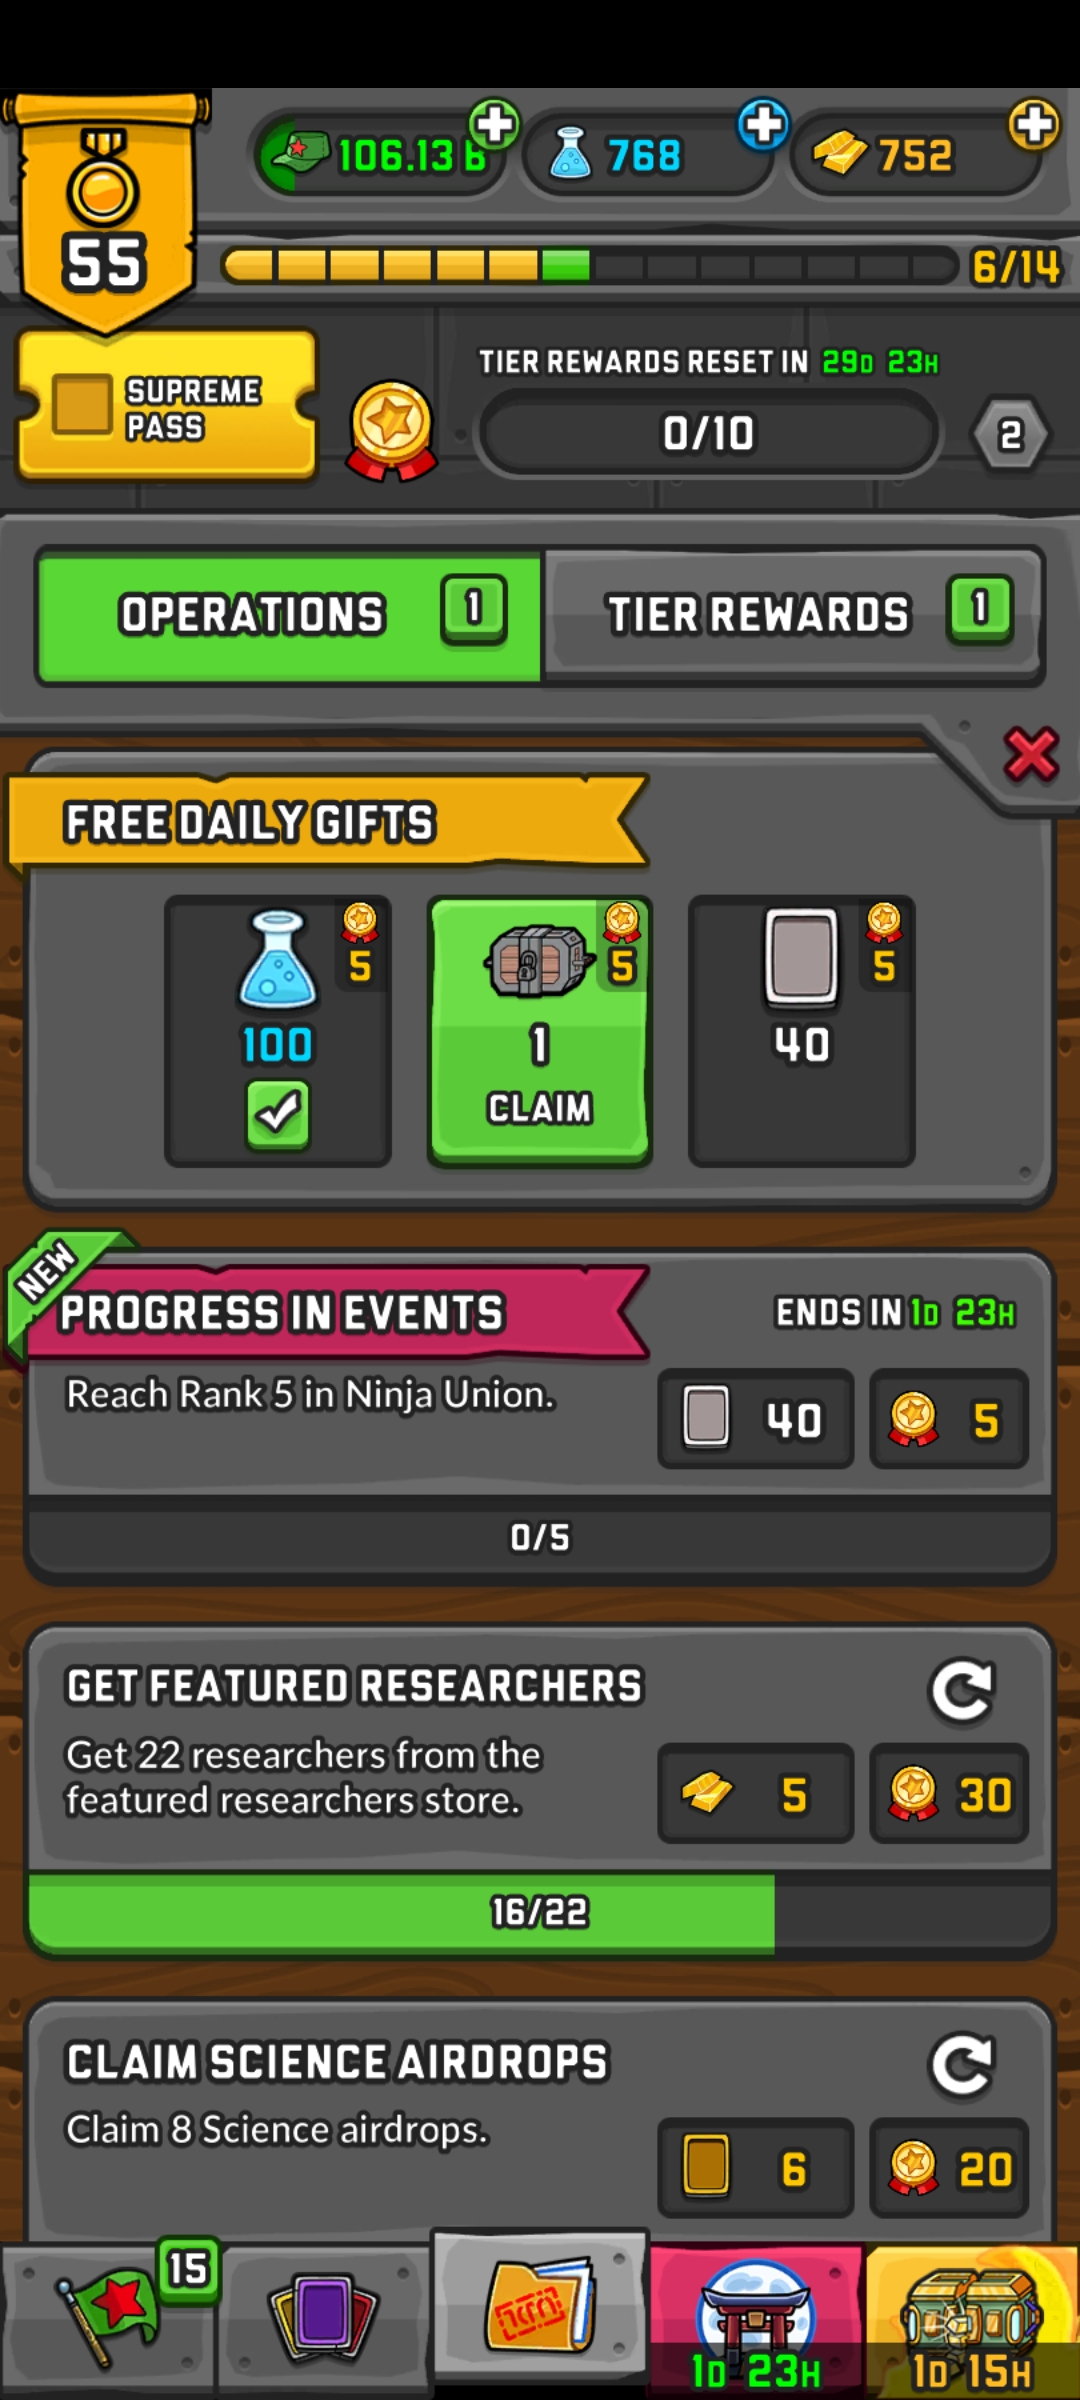 106.13 B
768
752
55
6/14
SUPREME
PASS
TIER REWARDS RESET IN 29D 23H
0/10
2
OPERATIONS 1
TIER REWARDS 1
FREE DAILY GIFTS
5
100
5
1
CLAIM
5
40
NEW
PROGRESS IN EVENTS
ENDS IN 1D 23H
Reach Rank 5 in Ninja Union.
40
5
0/5
GET FEATURED RESEARCHERS
Get 22 researchers from the
featured researchers store.
5
30
16/22
CLAIM SCIENCE AIRDROPS
Claim 8 Science airdrops.
6
20
15
1D 23H
1D 15H